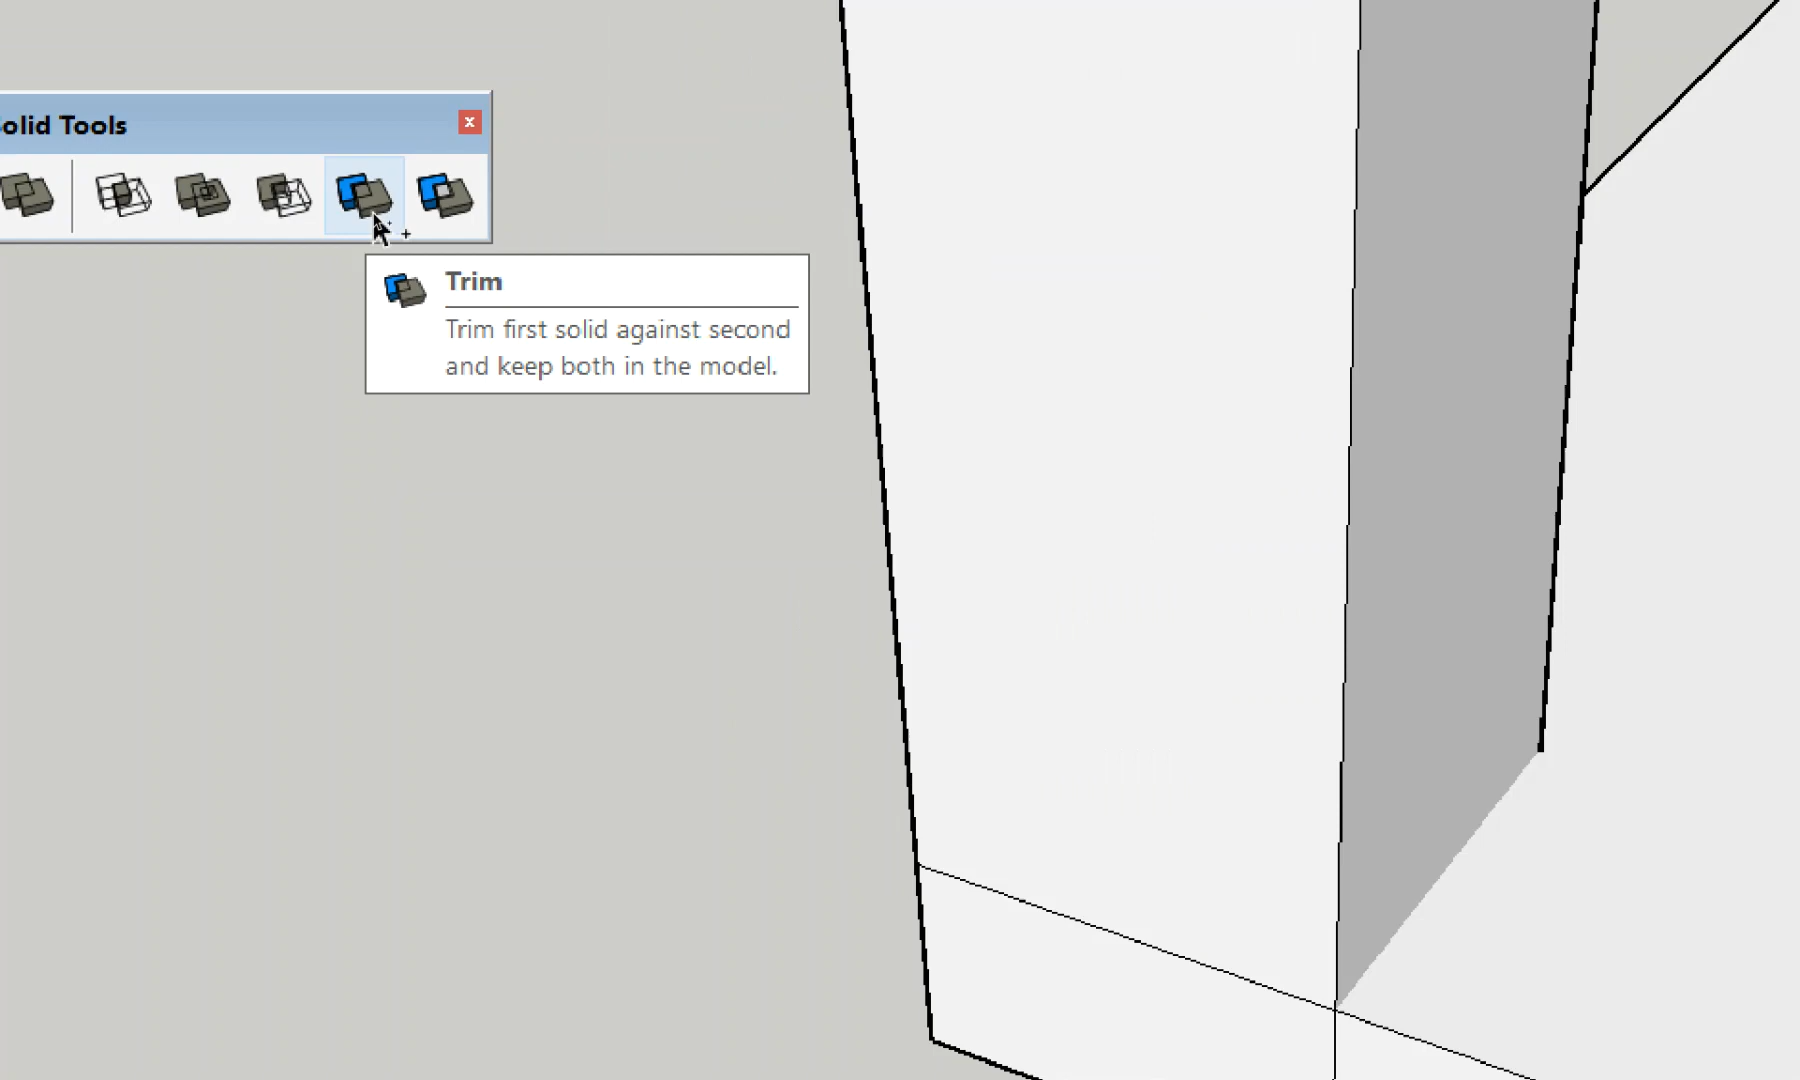 olid Tools
Trim
Trim first solid against second
and keep both in the model.